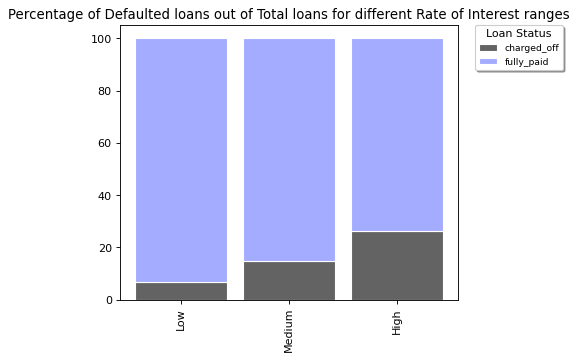 Percentage of Defaulted loans out of Total loans for different Rate of Interest ranges
Loan Status
charged_off
fully_paid
100
80
60
40
20
0
Low
Medium
High